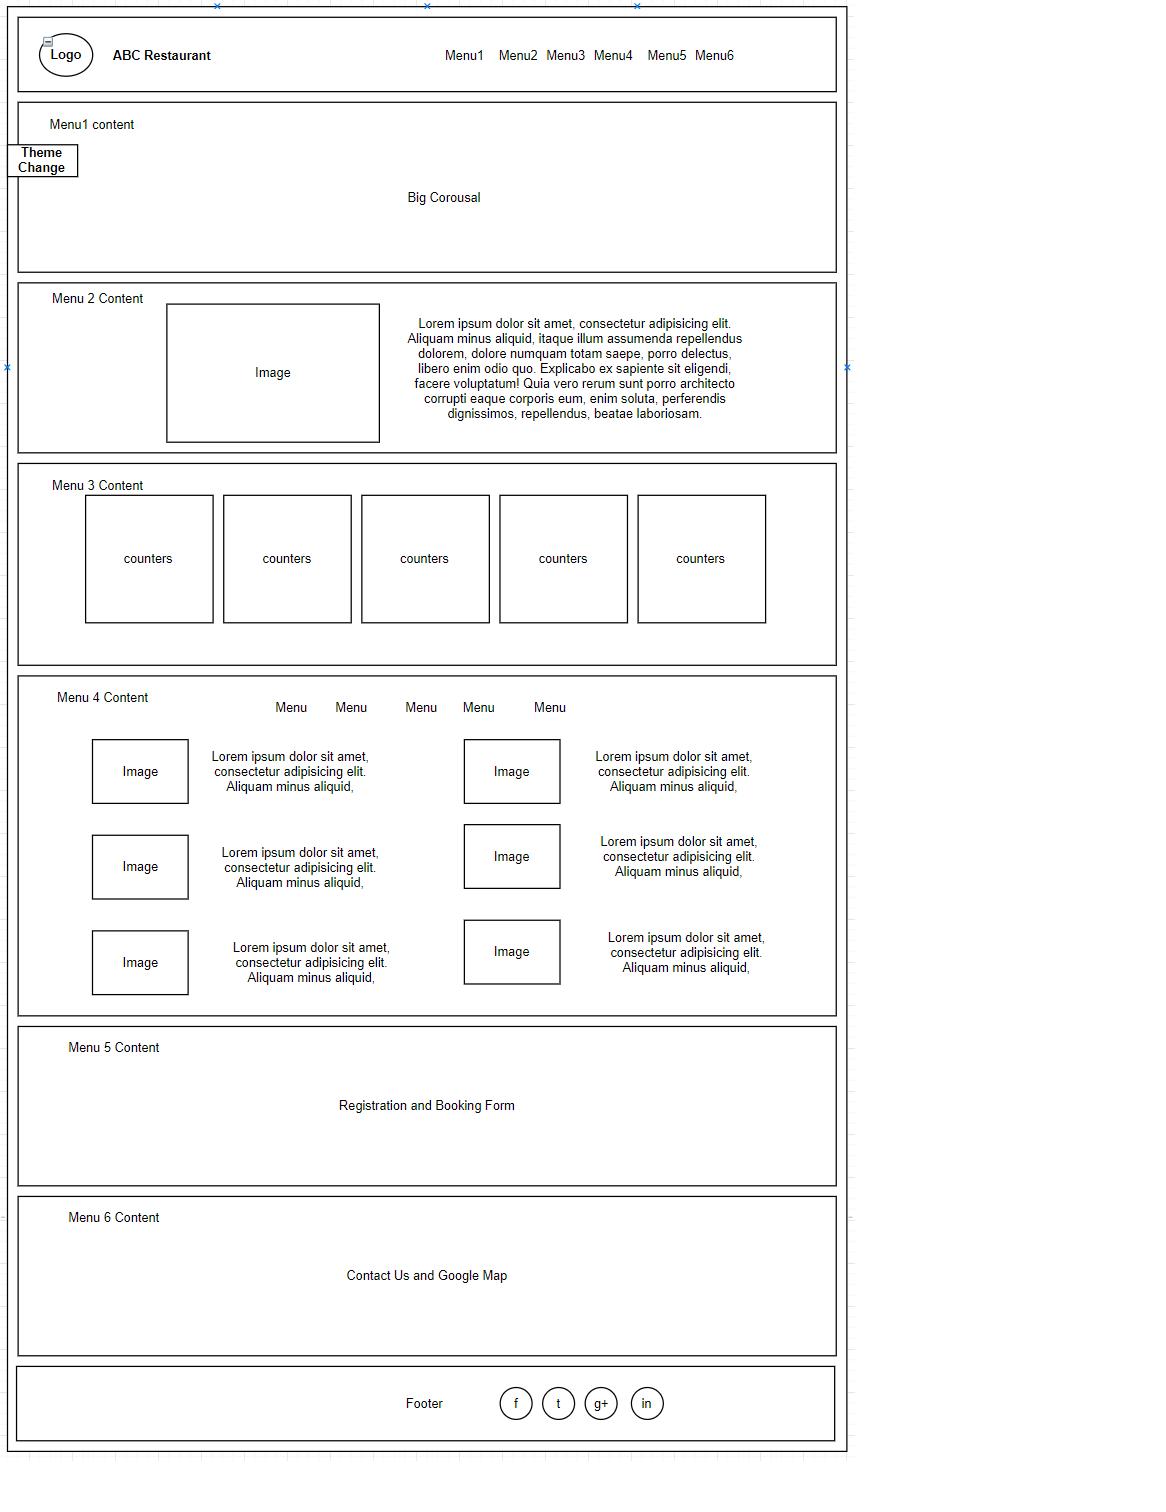 Logo
ABC Restaurant
Menu1 Menu2 Menu3 Menu4 Menu5 Menu6
Menu1 content
Theme
Change
Big Corousal
Menu 2 Content
Image
Lorem ipsum dolor sit amet, consectetur adipisicing elit.
Aliquam minus aliquid, itaque illum assumenda repellendus
dolorem, dolore numquam totam saepe, porro delectus,
libero enim odio quo. Explicabo ex sapiente sit eligendi,
facere voluptatum! Quia vero rerum sunt porro architecto
corrupti eaque corporis eum, enim soluta, perferendis
dignissimos, repellendus, beatae laboriosam.
Menu 3 Content
counters counters counters counters counters
Menu 4 Content
Menu Menu Menu Menu Menu
Image
Lorem ipsum dolor sit amet,
consectetur adipisicing elit.
Aliquam minus aliquid,
Image
Lorem ipsum dolor sit amet,
consectetur adipisicing elit.
Aliquam minus aliquid,
Image
Lorem ipsum dolor sit amet,
consectetur adipisicing elit.
Aliquam minus aliquid,
Image
Lorem ipsum dolor sit amet,
consectetur adipisicing elit.
Aliquam minus aliquid,
Image
Lorem ipsum dolor sit amet,
consectetur adipisicing elit.
Aliquam minus aliquid,
Image
Lorem ipsum dolor sit amet,
consectetur adipisicing elit.
Aliquam minus aliquid,
Menu 5 Content
Registration and Booking Form
Menu 6 Content
Contact Us and Google Map
Footer f t g+ in